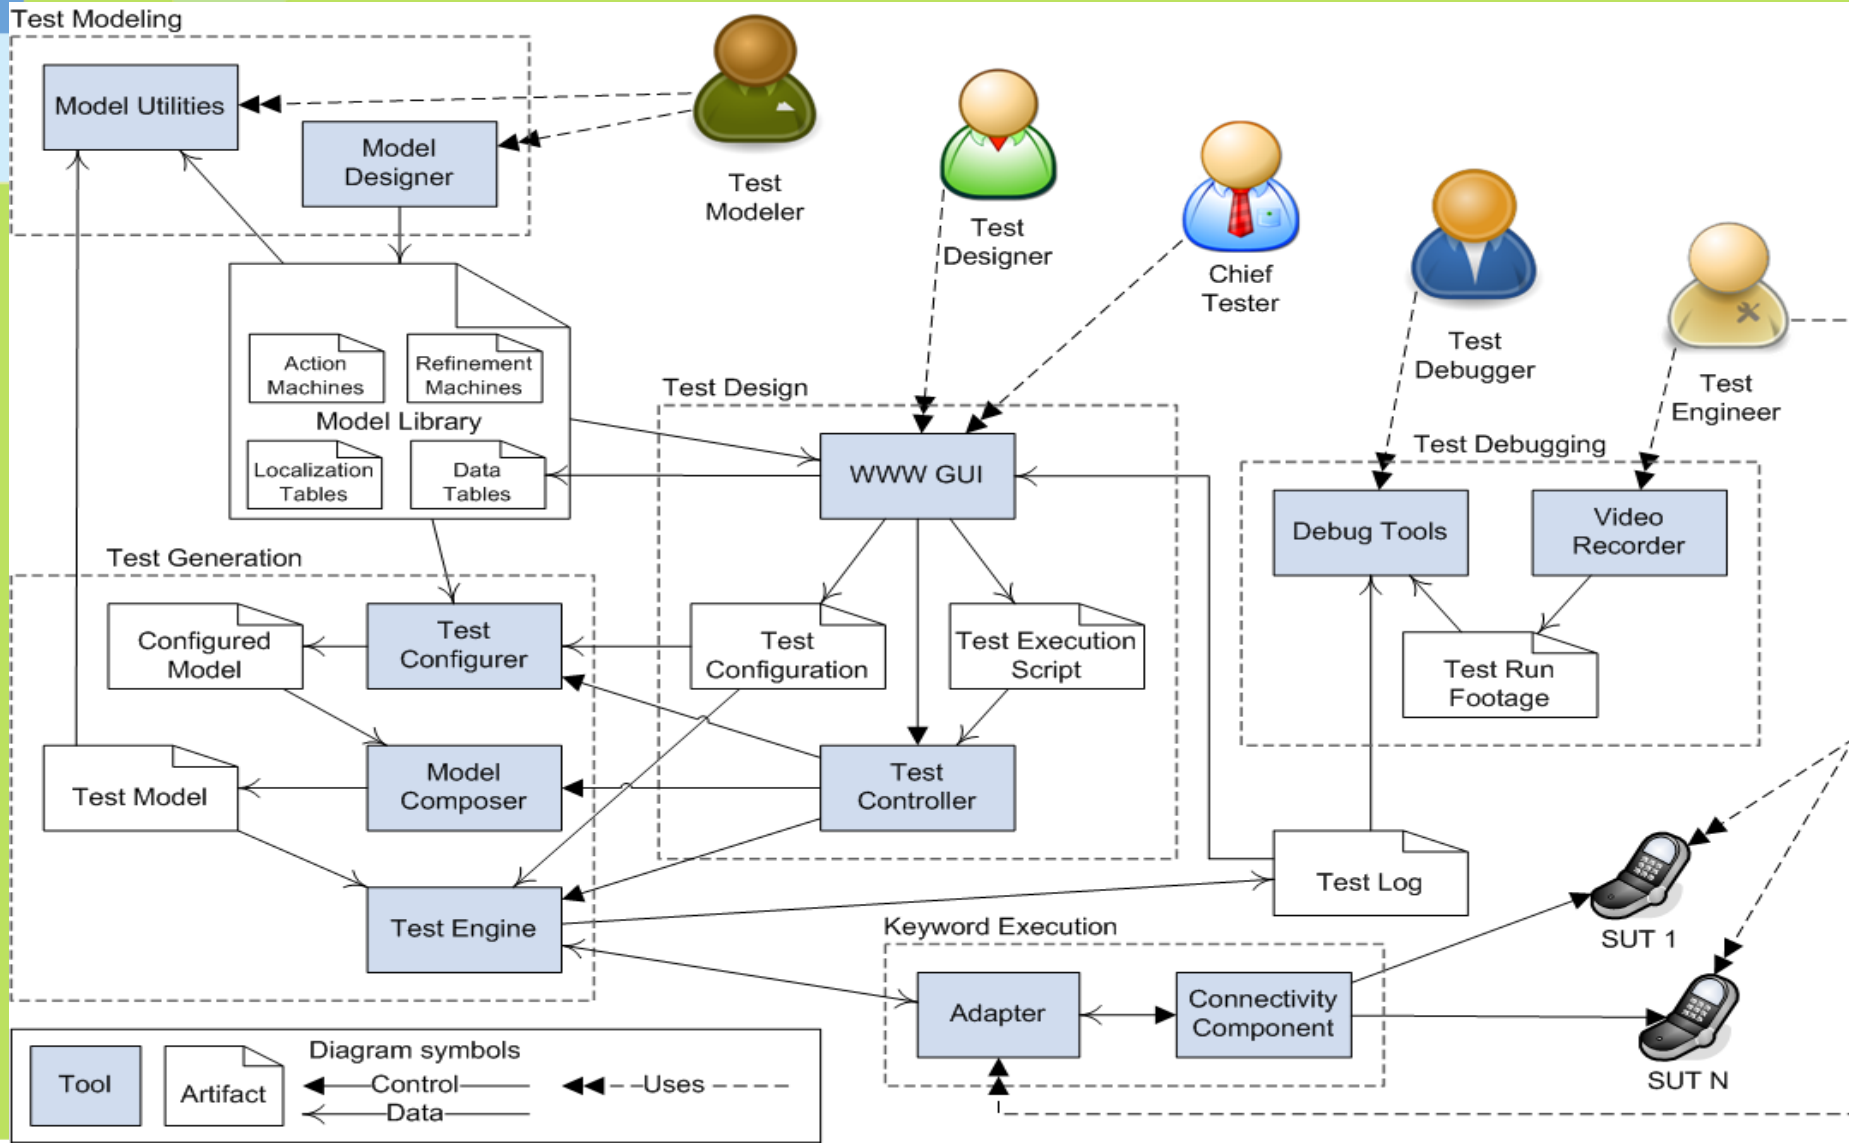 Test Modeling
Model Utilities
Model
Designer
Test
Modeler
Test
Designer
Chief
Tester
Test
Debugger
Test
Engineer
Action
Machines
Refinement
Machines
Model Library
Localization
Tables
Data
Tables
Test Design
WWW GUI
Test
Configuration
Test Execution
Script
Test
Controller
Test Debugging
Debug Tools
Video
Recorder
Test Run
Footage
Test Generation
Configured
Model
Test
Configurer
Test Model
Model
Composer
Test Engine
Test Log
Keyword Execution
Adapter
Connectivity
Component
SUT 1
SUT N
Diagram symbols
Tool
Artifact
Control
Data
Uses